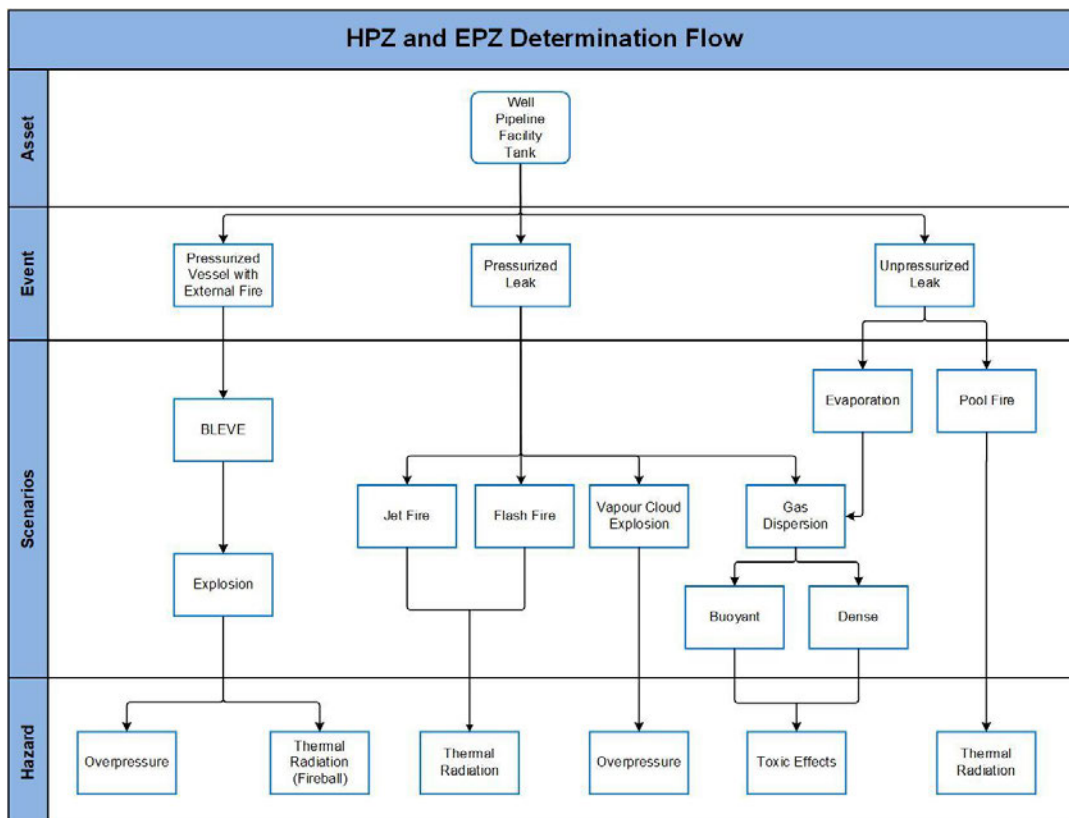 HPZ and EPZ Determination Flow
Asset
Well
Pipeline
Facility
Tank
Event
Pressurized
Vessel with
External Fire
Pressurized
Leak
Unpressurized
Leak
Scenarios
Evaporation
Pool Fire
BLEVE
Jet Fire
Flash Fire
Vapour Cloud
Explosion
Gas
Dispersion
Explosion
Buoyant
Dense
Hazard
Overpressure
Thermal
Radiation
(Fireball)
Thermal
Radiation
Overpressure
Toxic Effects
Thermal
Radiation